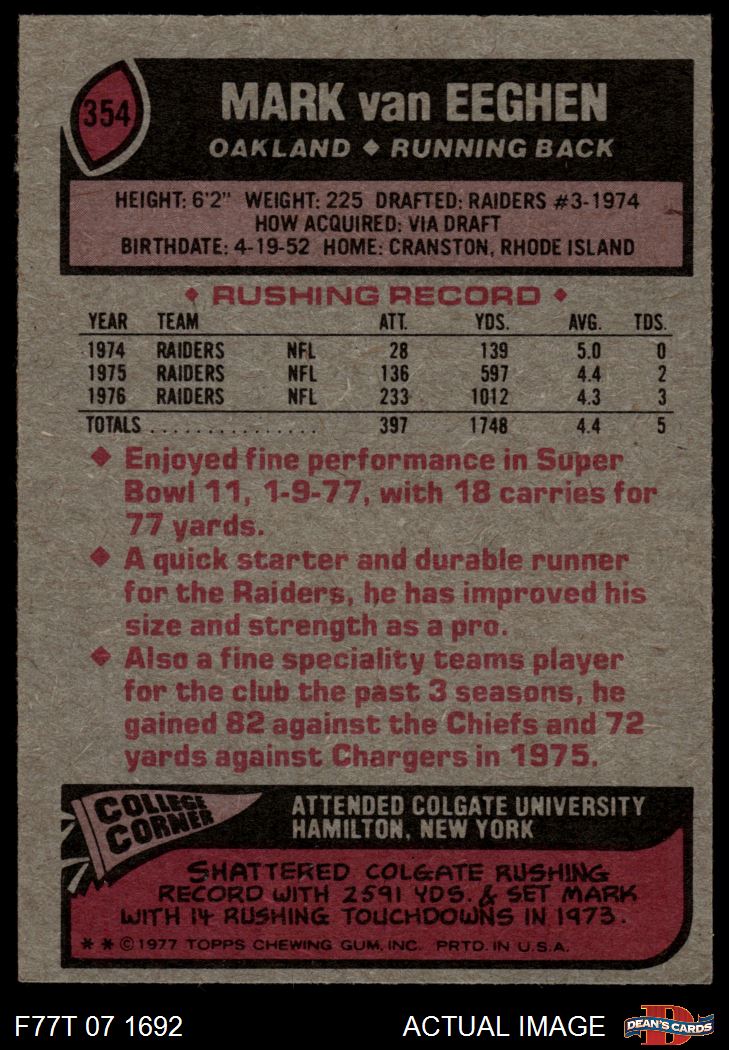 354
MARK van EEGHEN
OAKLAND ◆ RUNNING BACK
HEIGHT: 6'2" WEIGHT: 225 DRAFTED: RAIDERS #3-1974
HOW ACQUIRED: VIA DRAFT
BIRTHDATE: 4-19-52 HOME: CRANSTON, RHODE ISLAND
◆ RUSHING RECORD ◆
YEAR TEAM ATT. YDS. AVG. TDS.
1974 RAIDERS NFL 28 139 5.0 0
1975 RAIDERS NFL 136 597 4.4 2
1976 RAIDERS NFL 233 1012 4.3 3
TOTALS . . . . . . . . . . . . . . . 397 1748 4.4 5
◆ Enjoyed fine performance in Super
Bowl 11, 1-9-77, with 18 carries for
77 yards.
◆ A quick starter and durable runner
for the Raiders, he has improved his
size and strength as a pro.
◆ Also a fine speciality teams player
for the club the past 3 seasons, he
gained 82 against the Chiefs and 72
yards against Chargers in 1975.
COLLEGE
CORNER
ATTENDED COLGATE UNIVERSITY
HAMILTON, NEW YORK
SHATTERED COLGATE RUSHING
RECORD WITH 2591 YDS. & SET MARK
WITH 14 RUSHING TOUCHDOWNS IN 1973.
* * © 1977 TOPPS CHEWING GUM, INC. PRTD. IN U.S.A.
F77T 07 1692 ACTUAL IMAGE
D
DEAN'S CARDS